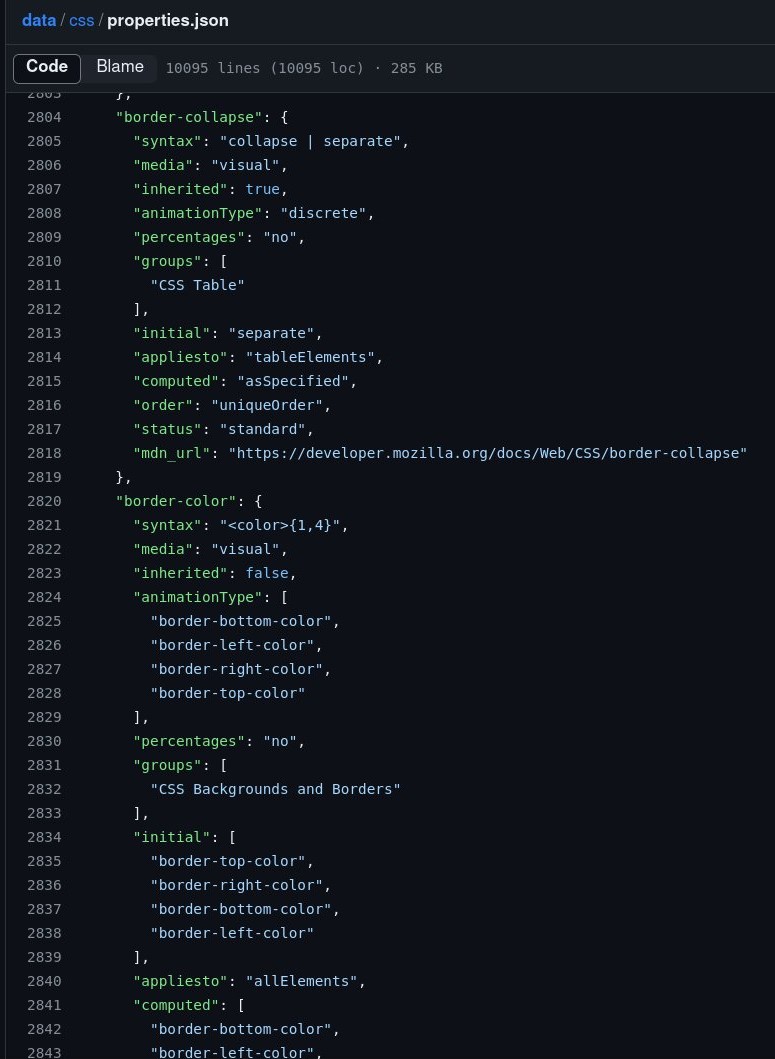 data / css / properties.json
Code Blame 10095 lines (10095 loc) · 285 KB
2803 },
2804 "border-collapse": {
2805 "syntax": "collapse | separate",
2806 "media": "visual",
2807 "inherited": true,
2808 "animationType": "discrete",
2809 "percentages": "no",
2810 "groups": [
2811 "CSS Table"
2812 ],
2813 "initial": "separate",
2814 "appliesto": "tableElements",
2815 "computed": "asSpecified",
2816 "order": "uniqueOrder",
2817 "status": "standard",
2818 "mdn_url": "https://developer.mozilla.org/docs/Web/CSS/border-collapse"
2819 },
2820 "border-color": {
2821 "syntax": "<color>{1,4}",
2822 "media": "visual",
2823 "inherited": false,
2824 "animationType": [
2825 "border-bottom-color",
2826 "border-left-color",
2827 "border-right-color",
2828 "border-top-color"
2829 ],
2830 "percentages": "no",
2831 "groups": [
2832 "CSS Backgrounds and Borders"
2833 ],
2834 "initial": [
2835 "border-top-color",
2836 "border-right-color",
2837 "border-bottom-color",
2838 "border-left-color"
2839 ],
2840 "appliesto": "allElements",
2841 "computed": [
2842 "border-bottom-color",
2843 "border-left-color",